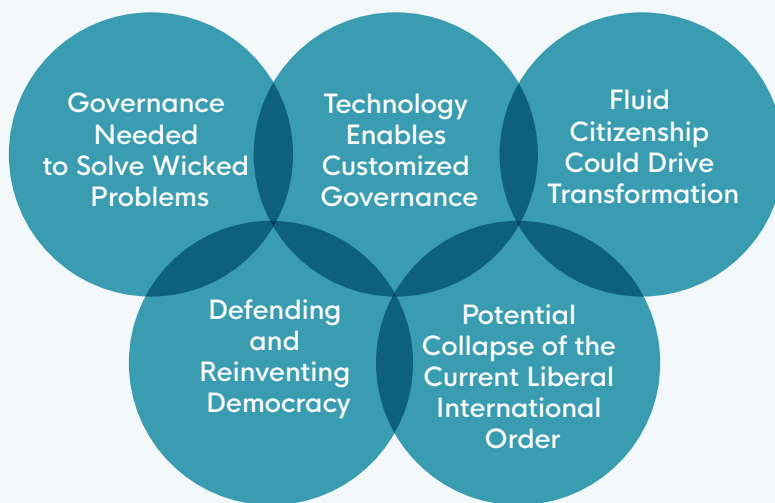 Governance
Needed
to Solve Wicked
Problems
Technology
Enables
Customized
Governance
Fluid
Citizenship
Could Drive
Transformation
Defending
and
Reinventing
Democracy
Potential
Collapse of the
Current Liberal
International
Order